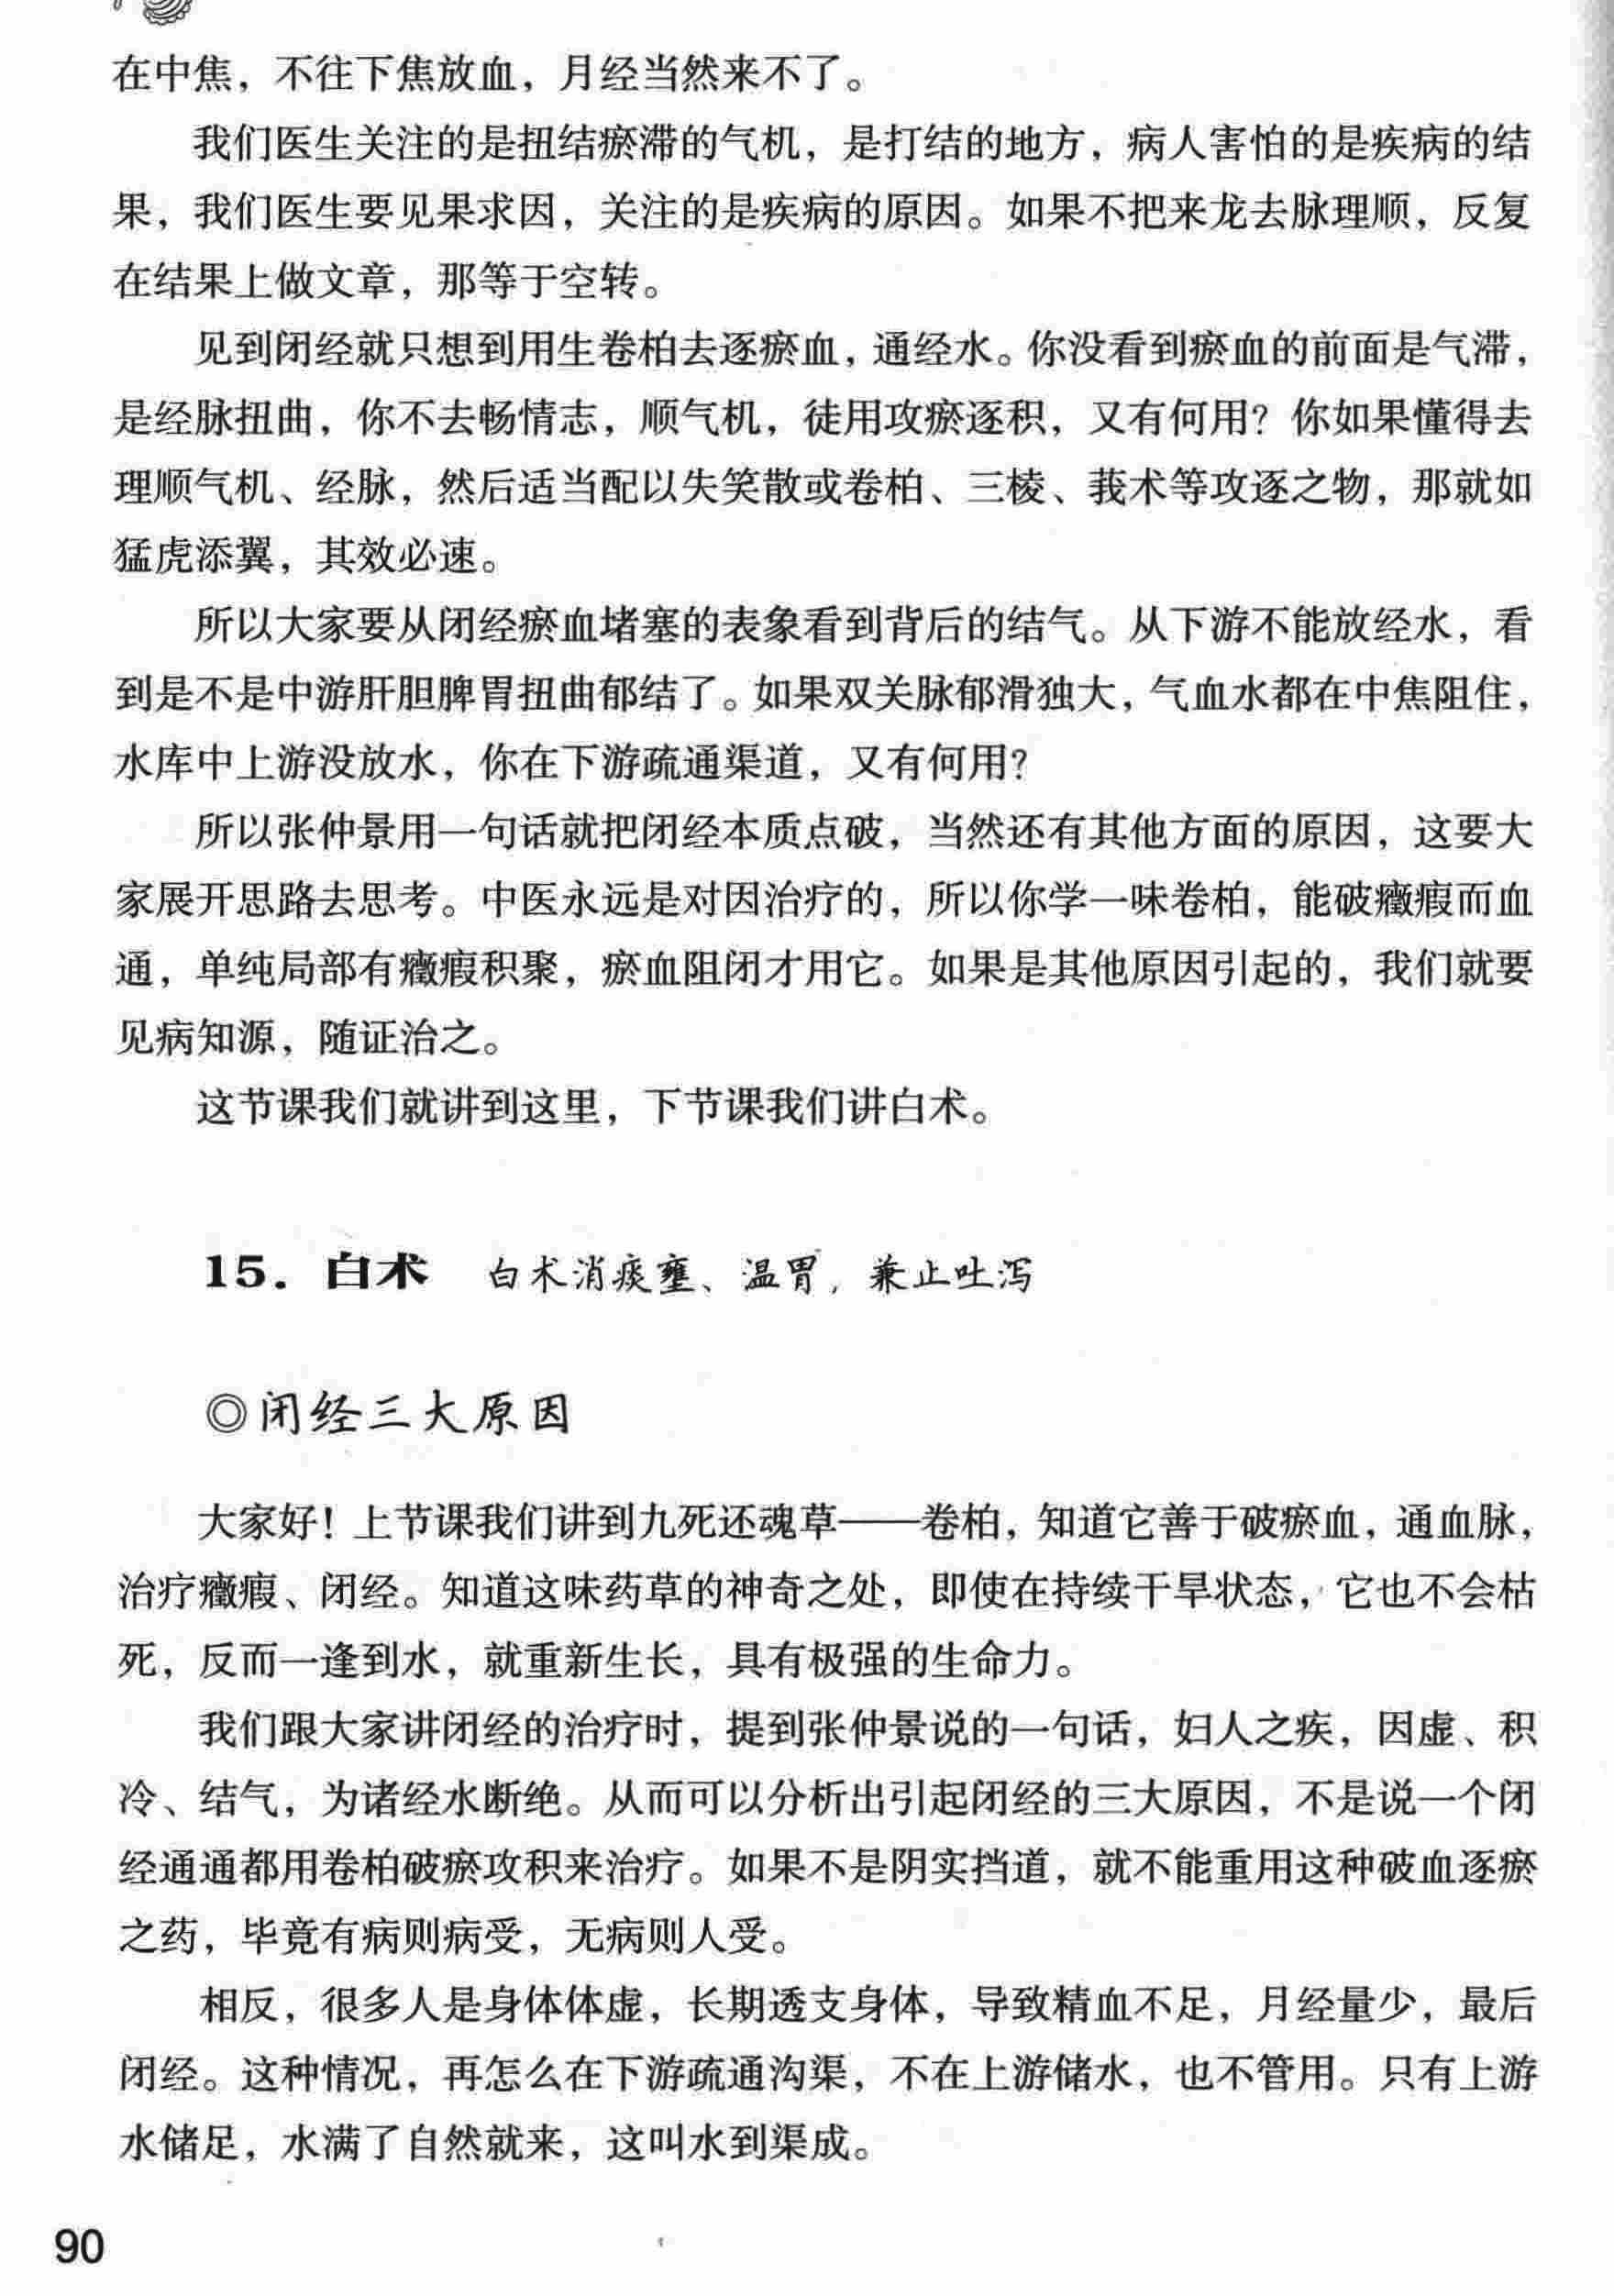 在中焦，不往下焦放血，月经当然来不了。
我们医生关注的是扭结瘀滞的气机，是打结的地方，病人害怕的是疾病的结
果，我们医生要见果求因，关注的是疾病的原因。如果不把来龙去脉理顺，反复
在结果上做文章，那等于空转。
见到闭经就只想到用生卷柏去逐瘀血，通经水。你没看到瘀血的前面是气滞，
是经脉扭曲，你不去畅情志，顺气机，徒用攻瘀逐积，又有何用？你如果懂得去
理顺气机、经脉，然后适当配以失笑散或卷柏、三棱、莪术等攻逐之物，那就如
猛虎添翼，其效必速。
所以大家要从闭经瘀血堵塞的表象看到背后的结气。从下游不能放经水，看
到是不是中游肝胆脾胃扭曲郁结了。如果双关脉郁滑独大，气血水都在中焦阻住，
水库中上游没放水，你在下游疏通渠道，又有何用？
所以张仲景用一句话就把闭经本质点破，当然还有其他方面的原因，这要大
家展开思路去思考。中医永远是对因治疗的，所以你学一味卷柏，能破癥瘕而血
通，单纯局部有癥瘕积聚，瘀血阻闭才用它。如果是其他原因引起的，我们就要
见病知源，随证治之。
这节课我们就讲到这里，下节课我们讲白术。
15. 白术 白术消痰壅、温胃，兼止吐泻
◎闭经三大原因
大家好！上节课我们讲到九死还魂草——卷柏，知道它善于破瘀血，通血脉，
治疗癥瘕、闭经。知道这味药草的神奇之处，即使在持续干旱状态，它也不会枯
死，反而一逢到水，就重新生长，具有极强的生命力。
我们跟大家讲闭经的治疗时，提到张仲景说的一句话，妇人之疾，因虚、积
冷、结气，为诸经水断绝。从而可以分析出引起闭经的三大原因，不是说一个闭
经通通都用卷柏破瘀攻积来治疗。如果不是阴实挡道，就不能重用这种破血逐瘀
之药，毕竟有病则病受，无病则人受。
相反，很多人是身体体虚，长期透支身体，导致精血不足，月经量少，最后
闭经。这种情况，再怎么在下游疏通沟渠，不在上游储水，也不管用。只有上游
水储足，水满了自然就来，这叫水到渠成。
90